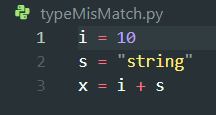 typeMisMatch.py
1 i = 10
2 s = "string"
3 x = i + s